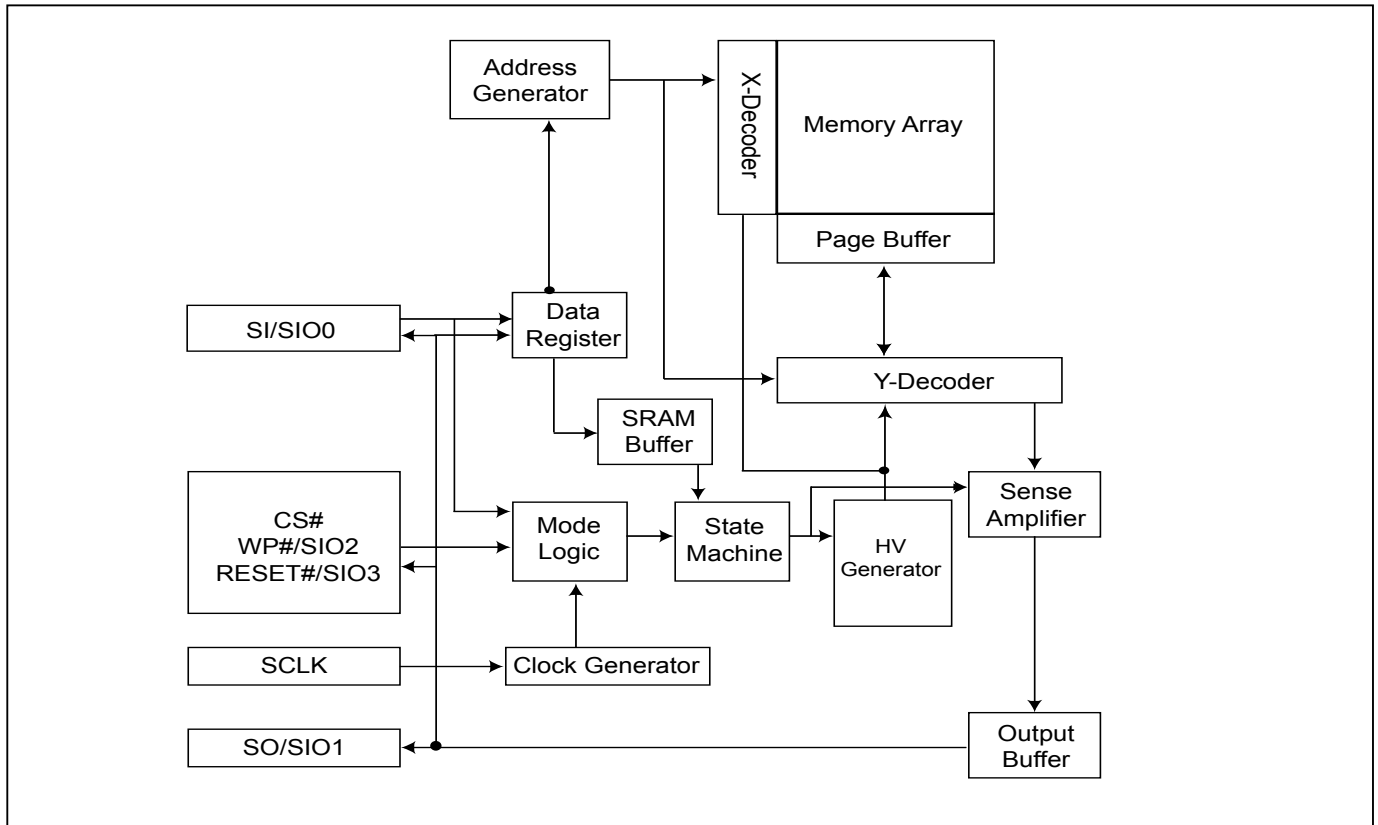 Address
Generator
X-Decoder
Memory Array
Page Buffer
SI/SIO0
Data
Register
Y-Decoder
SRAM
Buffer
CS#
WP#/SIO2
RESET#/SIO3
Mode
Logic
State
Machine
HV
Generator
Sense
Amplifier
SCLK
Clock Generator
SO/SIO1
Output
Buffer